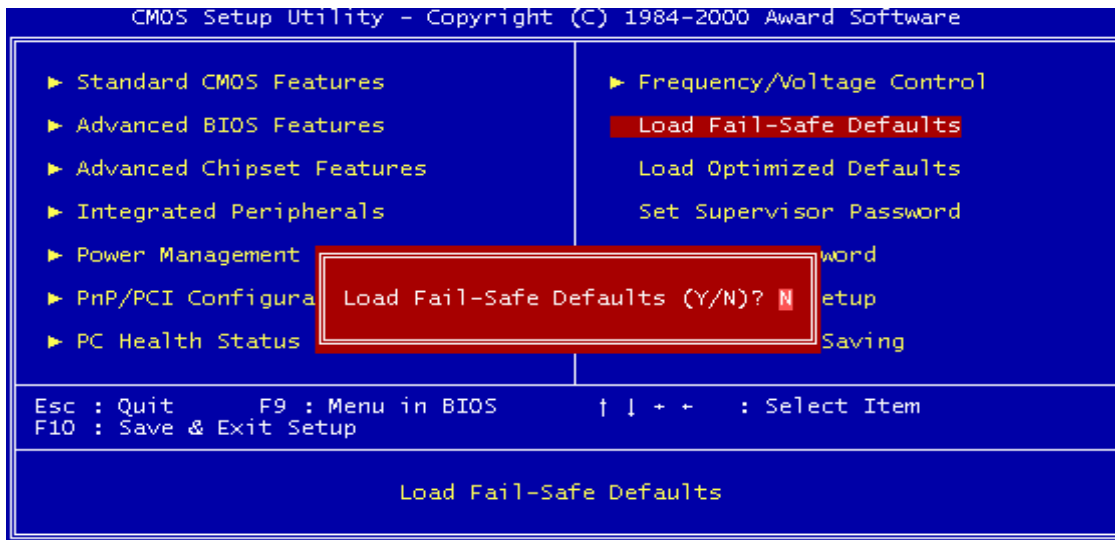 CMOS Setup Utility - Copyright (C) 1984-2000 Award Software
► Standard CMOS Features
► Advanced BIOS Features
► Advanced Chipset Features
► Integrated Peripherals
► Power Management
► PnP/PCI Configura
► PC Health Status
► Frequency/Voltage Control
Load Fail-Safe Defaults
Load Optimized Defaults
Set Supervisor Password
word
etup
Saving
Load Fail-Safe Defaults (Y/N)? N
Esc : Quit F9 : Menu in BIOS ↑ ↓ → ← : Select Item
F10 : Save & Exit Setup
Load Fail-Safe Defaults